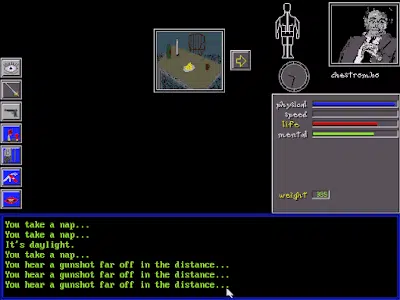 chestrombo
physical
speed
life
mental
weight 385
You take a nap...
You take a nap...
It's daylight.
You take a nap...
You hear a gunshot far off in the distance...
You hear a gunshot far off in the distance...
You hear a gunshot far off in the distance...